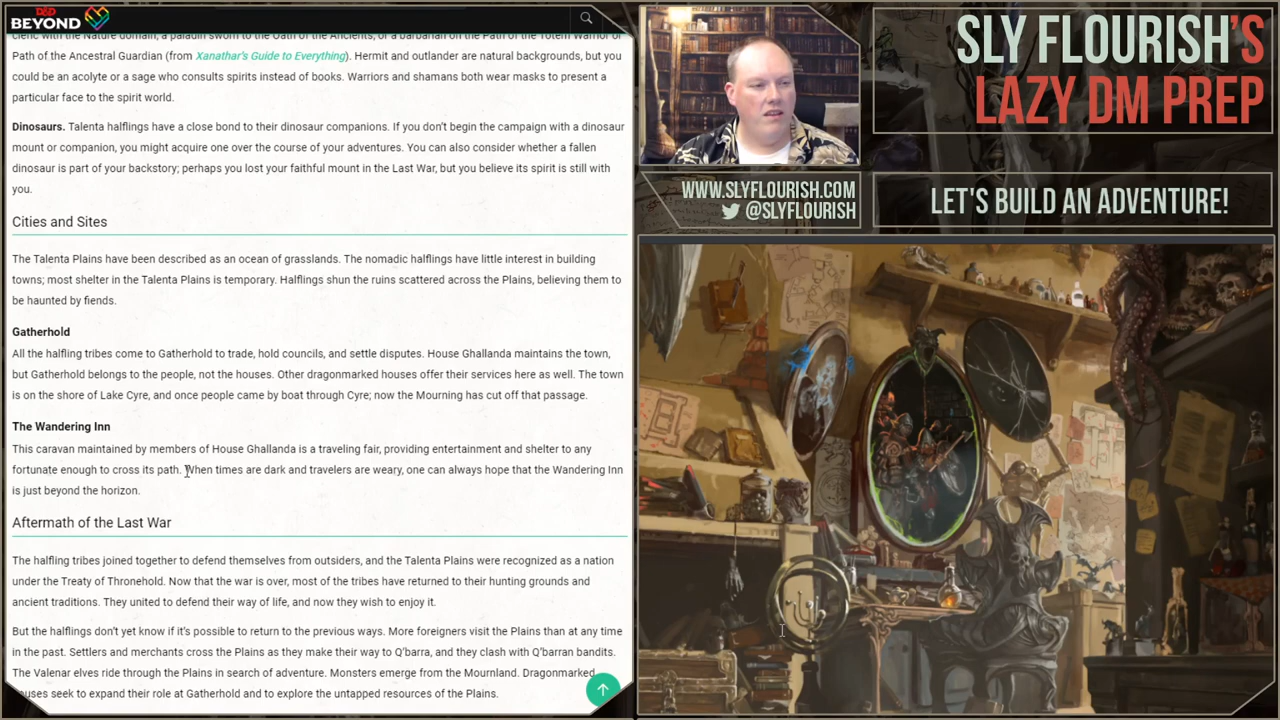 D&D
BEYOND
cleric with the Nature domain, a paladin sworn to the Oath of the Ancients, or a barbarian on the Path of the Totem Warrior or
Path of the Ancestral Guardian (from Xanathar's Guide to Everything). Hermit and outlander are natural backgrounds, but you
could be an acolyte or a sage who consults spirits instead of books. Warriors and shamans both wear masks to present a
particular face to the spirit world.
Dinosaurs. Talenta halflings have a close bond to their dinosaur companions. If you don't begin the campaign with a dinosaur
mount or companion, you might acquire one over the course of your adventures. You can also consider whether a fallen
dinosaur is part of your backstory; perhaps you lost your faithful mount in the Last War, but you believe its spirit is still with
you.
Cities and Sites
The Talenta Plains have been described as an ocean of grasslands. The nomadic halflings have little interest in building
towns; most shelter in the Talenta Plains is temporary. Halflings shun the ruins scattered across the Plains, believing them to
be haunted by fiends.
Gatherhold
All the halfling tribes come to Gatherhold to trade, hold councils, and settle disputes. House Ghallanda maintains the town,
but Gatherhold belongs to the people, not the houses. Other dragonmarked houses offer their services here as well. The town
is on the shore of Lake Cyre, and once people came by boat through Cyre; now the Mourning has cut off that passage.
The Wandering Inn
This caravan maintained by members of House Ghallanda is a traveling fair, providing entertainment and shelter to any
fortunate enough to cross its path. When times are dark and travelers are weary, one can always hope that the Wandering Inn
is just beyond the horizon.
Aftermath of the Last War
The halfling tribes joined together to defend themselves from outsiders, and the Talenta Plains were recognized as a nation
under the Treaty of Thronehold. Now that the war is over, most of the tribes have returned to their hunting grounds and
ancient traditions. They united to defend their way of life, and now they wish to enjoy it.
But the halflings don't yet know if it's possible to return to the previous ways. More foreigners visit the Plains than at any time
in the past. Settlers and merchants cross the Plains as they make their way to Q'barra, and they clash with Q'barran bandits.
The Valenar elves ride through the Plains in search of adventure. Monsters emerge from the Mournland. Dragonmarked
houses seek to expand their role at Gatherhold and to explore the untapped resources of the Plains.
SLY FLOURISH'S
LAZY DM PREP
WWW.SLYFLOURISH.COM
@SLYFLOURISH
LET'S BUILD AN ADVENTURE!